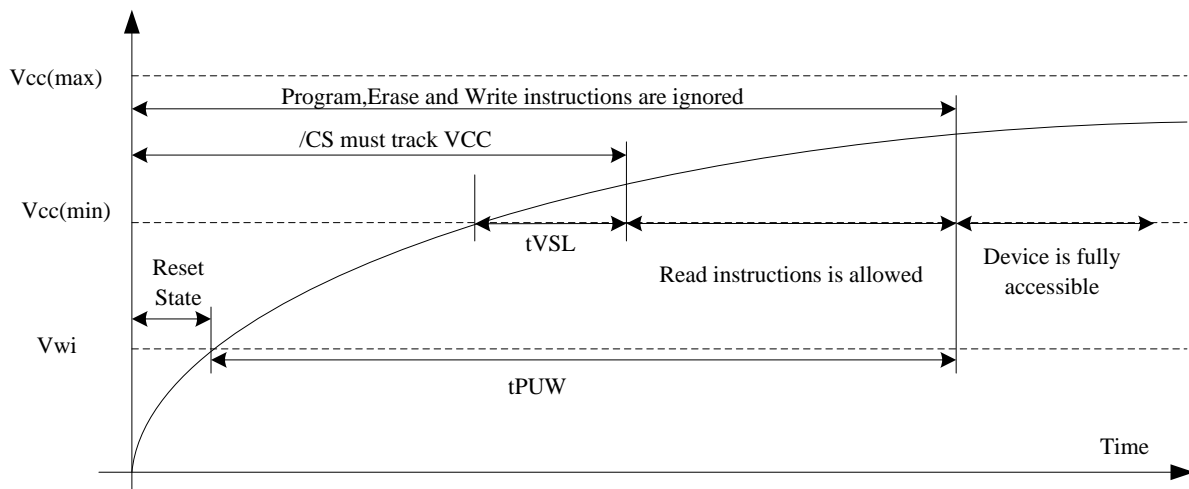 Vcc(max)
Program,Erase and Write instructions are ignored
/CS must track VCC
Vcc(min)
tVSL
Reset
State
Read instructions is allowed
Device is fully
accessible
Vwi
tPUW
Time